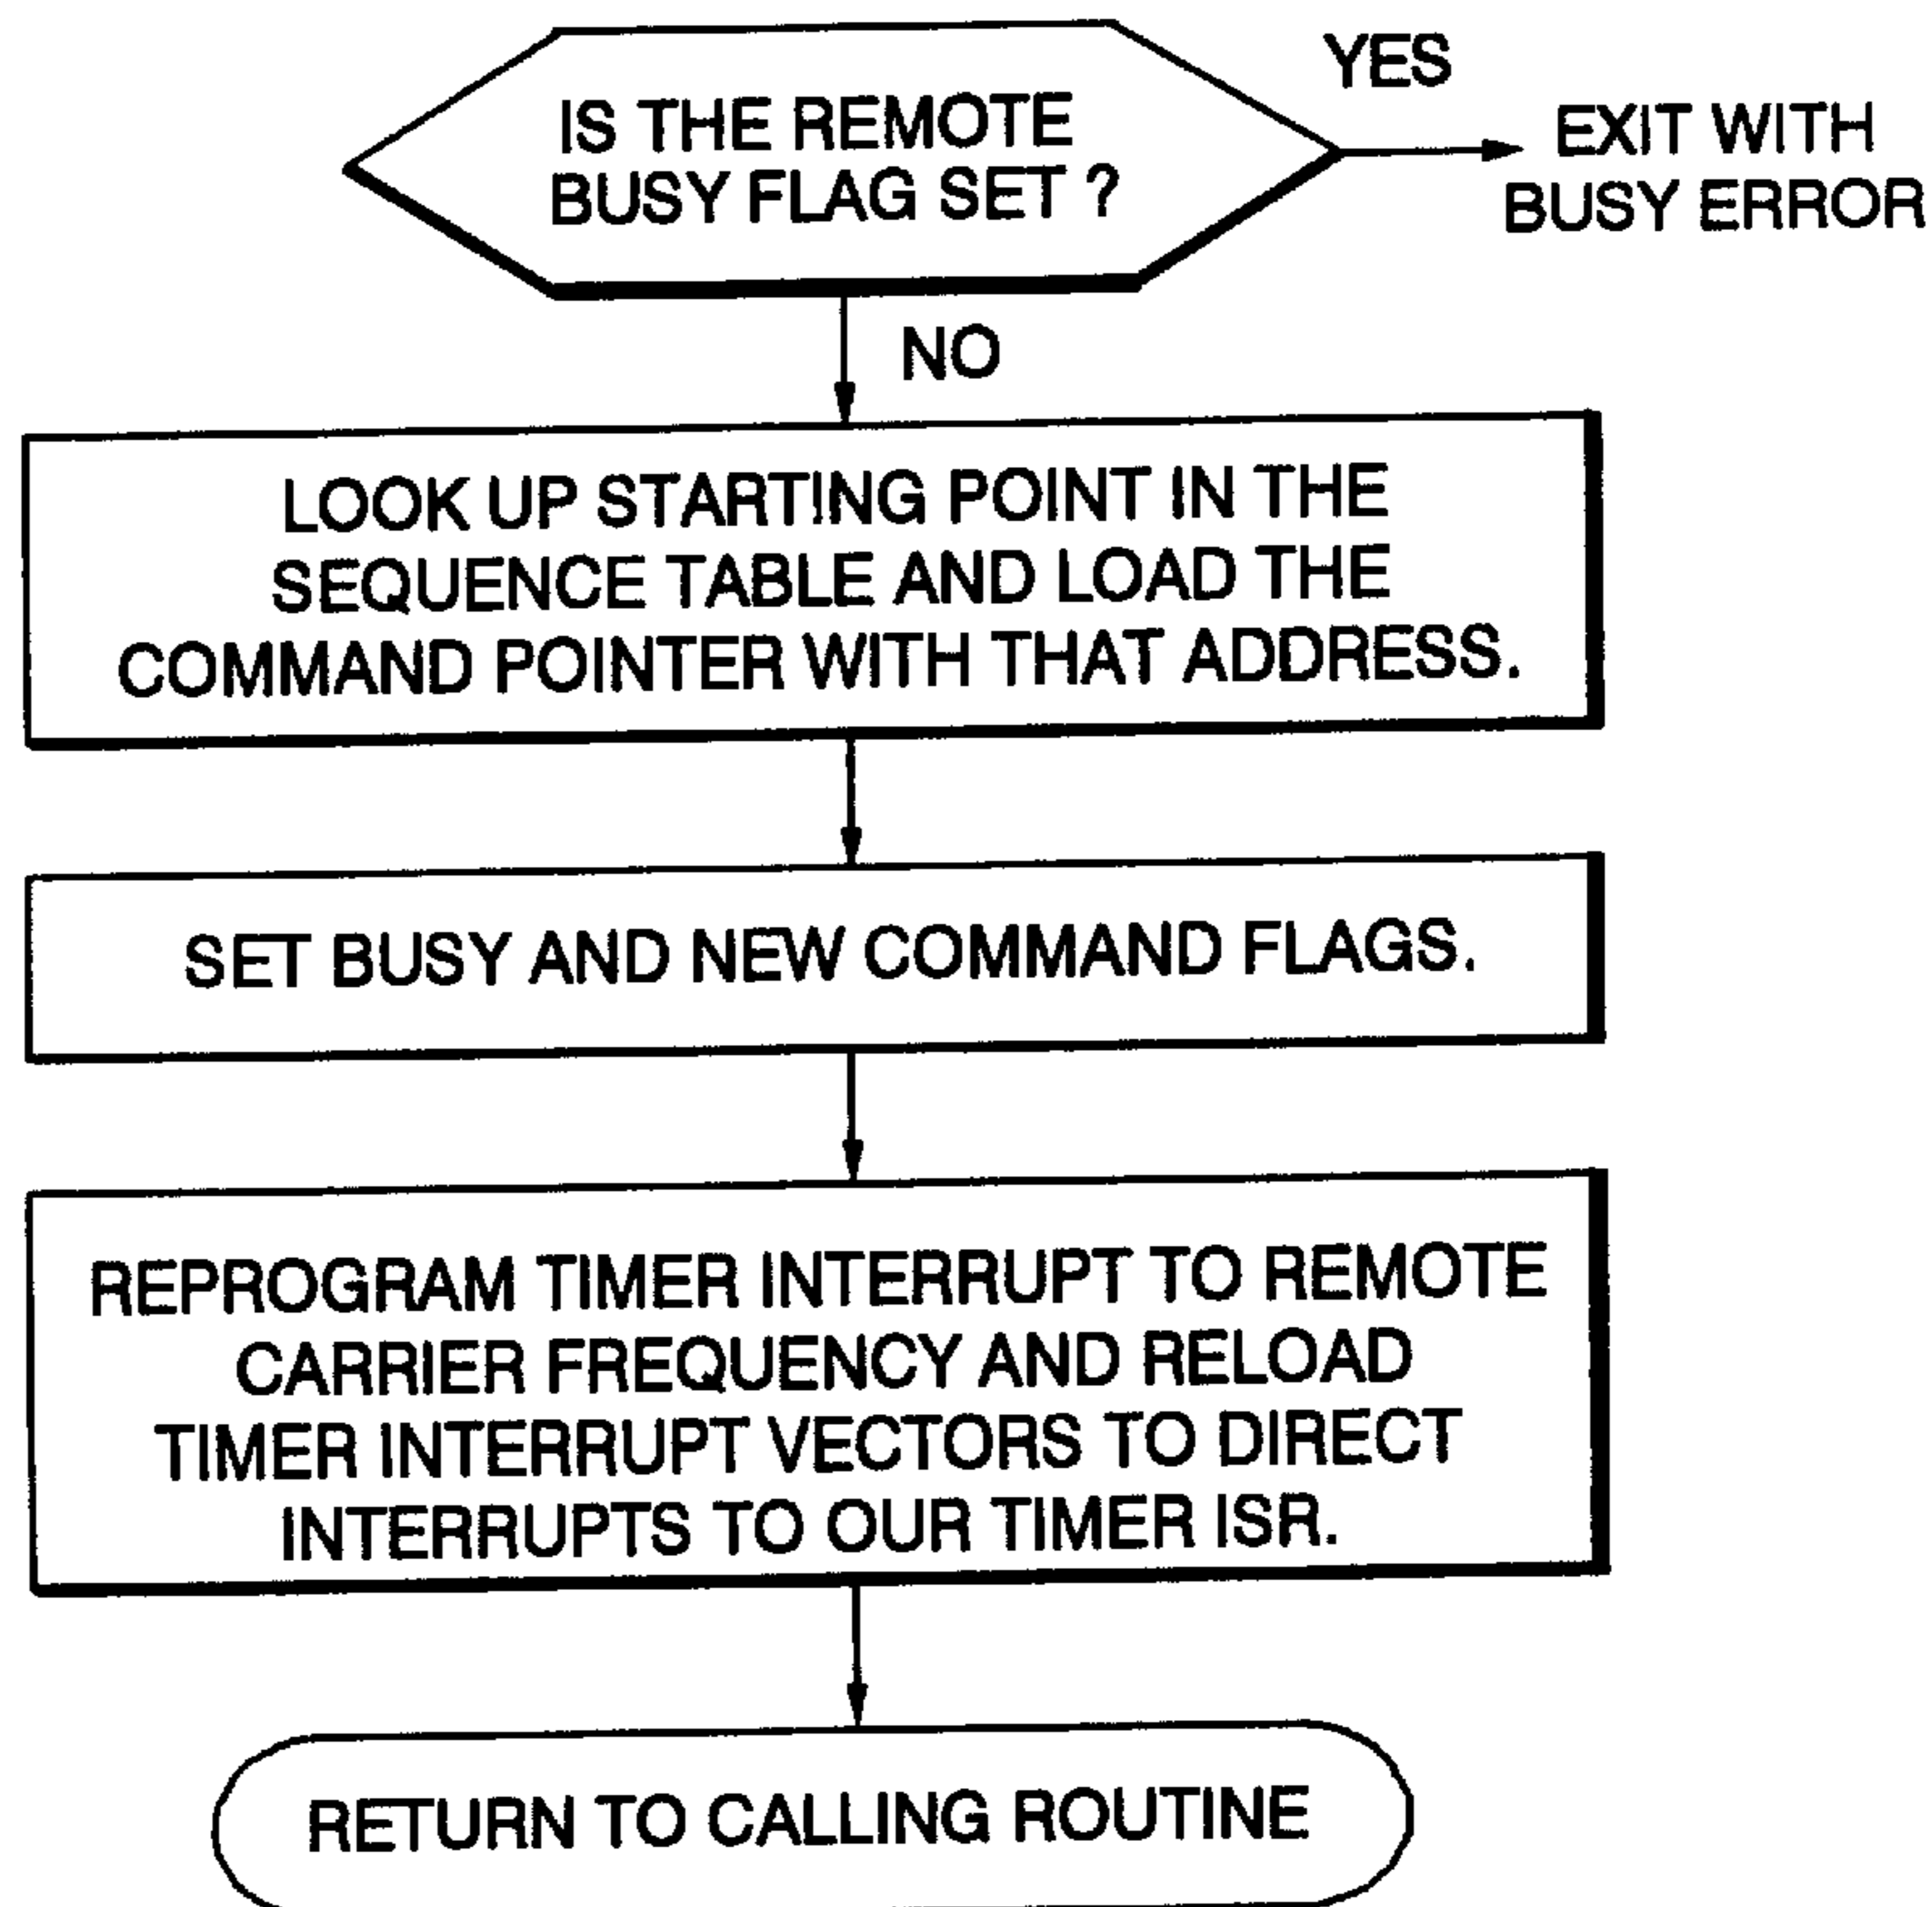 IS THE REMOTE
BUSY FLAG SET ?
YES
EXIT WITH
BUSY ERROR
NO
LOOK UP STARTING POINT IN THE
SEQUENCE TABLE AND LOAD THE
COMMAND POINTER WITH THAT ADDRESS.
SET BUSY AND NEW COMMAND FLAGS.
REPROGRAM TIMER INTERRUPT TO REMOTE
CARRIER FREQUENCY AND RELOAD
TIMER INTERRUPT VECTORS TO DIRECT
INTERRUPTS TO OUR TIMER ISR.
RETURN TO CALLING ROUTINE